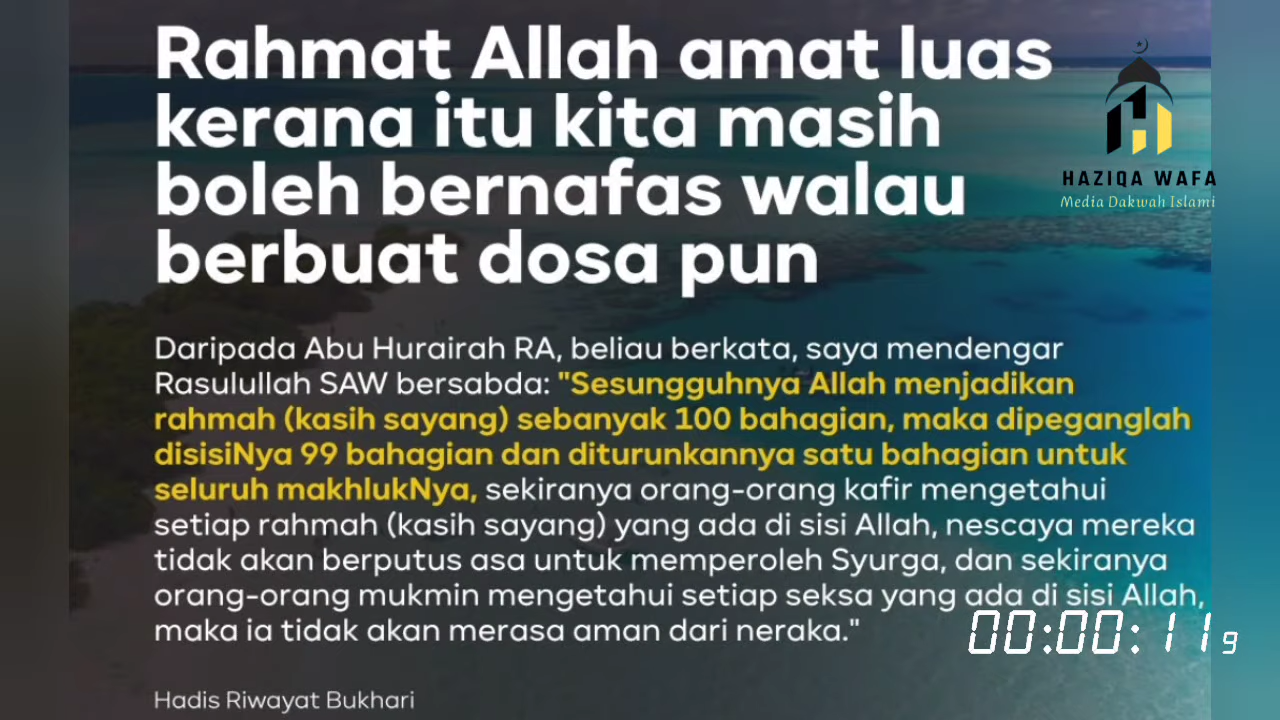 Rahmat Allah amat luas
kerana itu kita masih
boleh bernafas walau
berbuat dosa pun
HAZIQA WAFA
Media Dakwah Islami
Daripada Abu Hurairah RA, beliau berkata, saya mendengar
Rasulullah SAW bersabda: "Sesungguhnya Allah menjadikan
rahmah (kasih sayang) sebanyak 100 bahagian, maka dipeganglah
disisiNya 99 bahagian dan diturunkannya satu bahagian untuk
seluruh makhlukNya, sekiranya orang-orang kafir mengetahui
setiap rahmah (kasih sayang) yang ada di sisi Allah, nescaya mereka
tidak akan berputus asa untuk memperoleh Syurga, dan sekiranya
orang-orang mukmin mengetahui setiap seksa yang ada di sisi Allah,
maka ia tidak akan merasa aman dari neraka."
00:00:11 9
Hadis Riwayat Bukhari